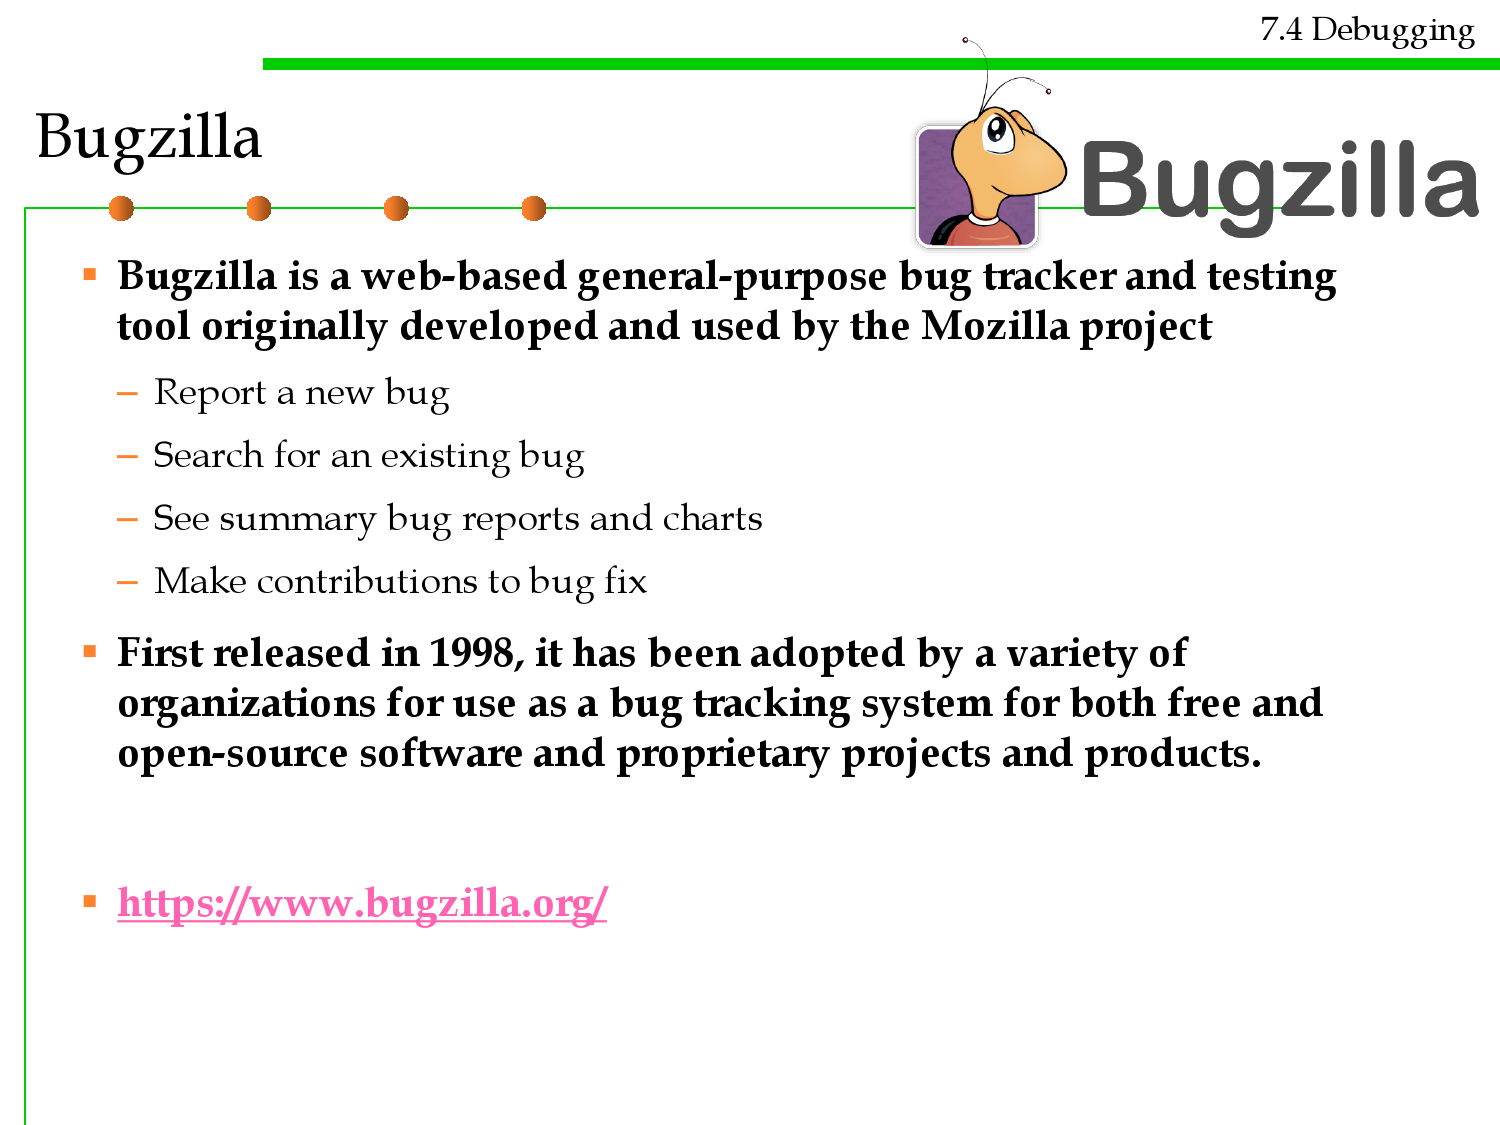 7.4 Debugging
Bugzilla
Bugzilla
▪ Bugzilla is a web-based general-purpose bug tracker and testing
tool originally developed and used by the Mozilla project
– Report a new bug
– Search for an existing bug
– See summary bug reports and charts
– Make contributions to bug fix
▪ First released in 1998, it has been adopted by a variety of
organizations for use as a bug tracking system for both free and
open-source software and proprietary projects and products.
▪ https://www.bugzilla.org/